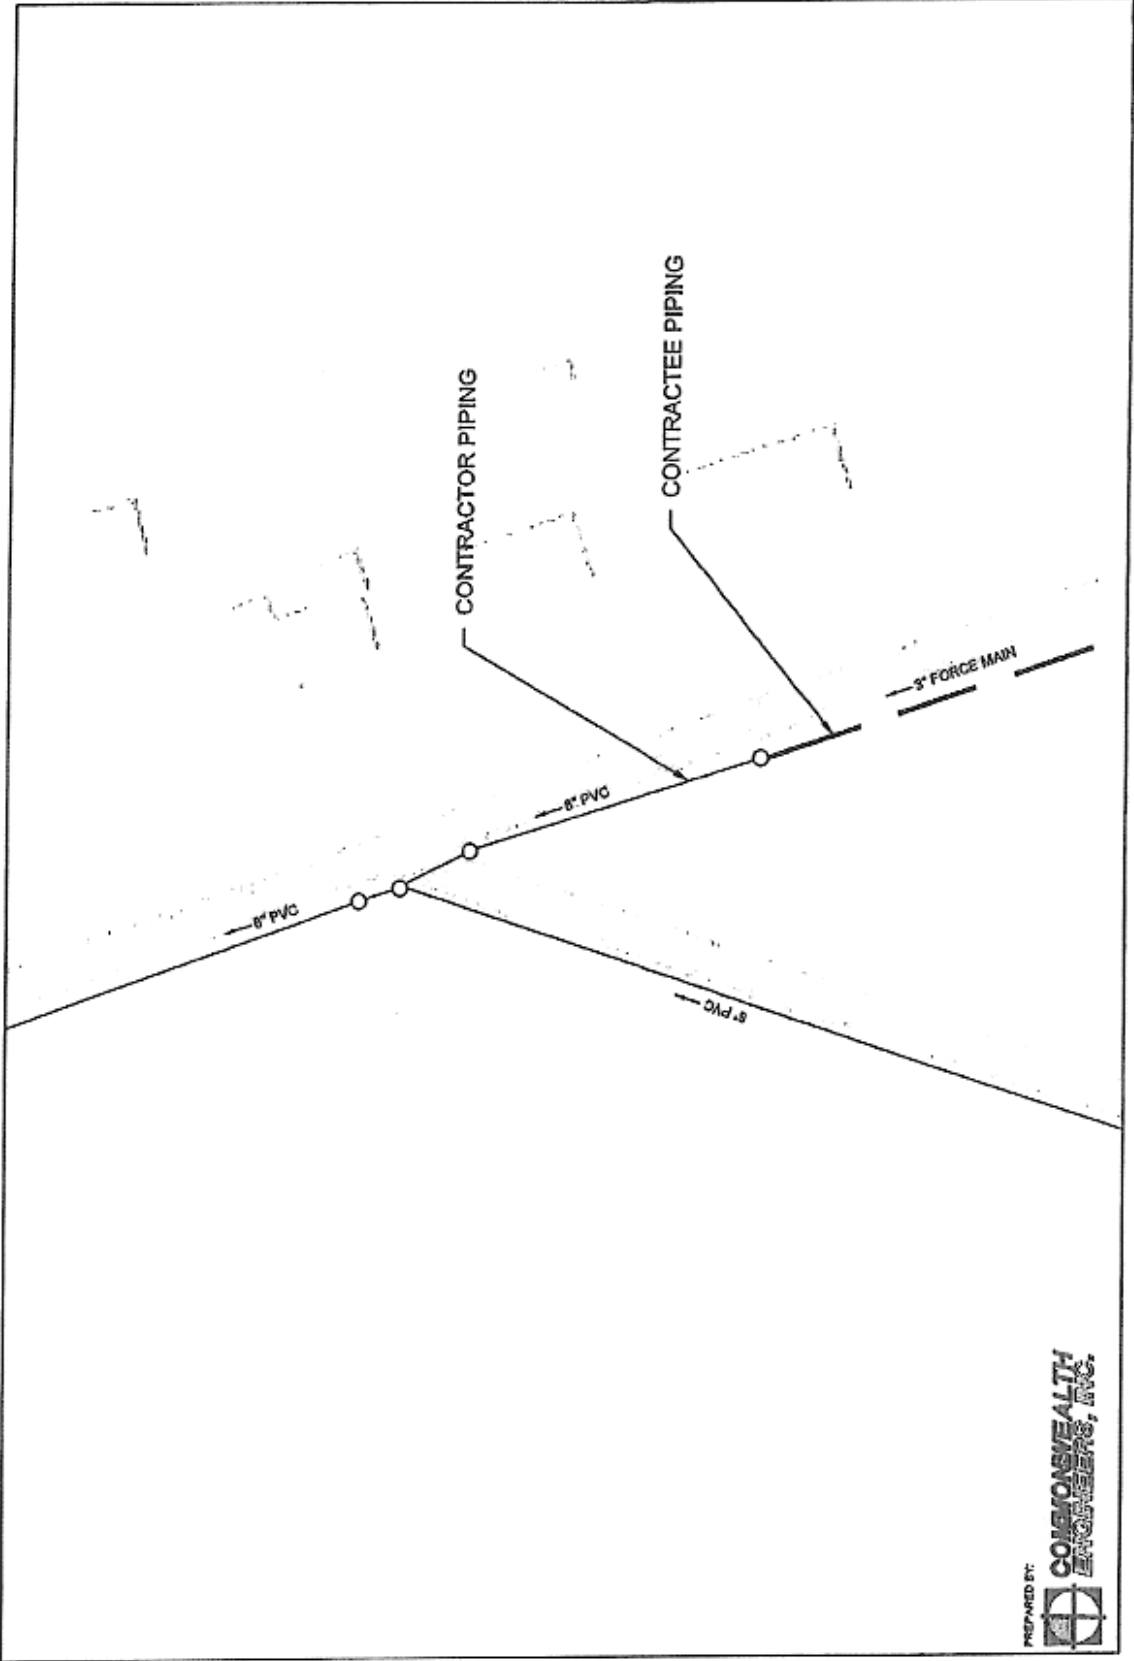 CONTRACTOR PIPING
CONTRACTEE PIPING
8" PVC
8" PVC
3" FORCE MAIN
8" PVC
PREPARED BY:
COMMONWEALTH
ENGINEERS, INC.